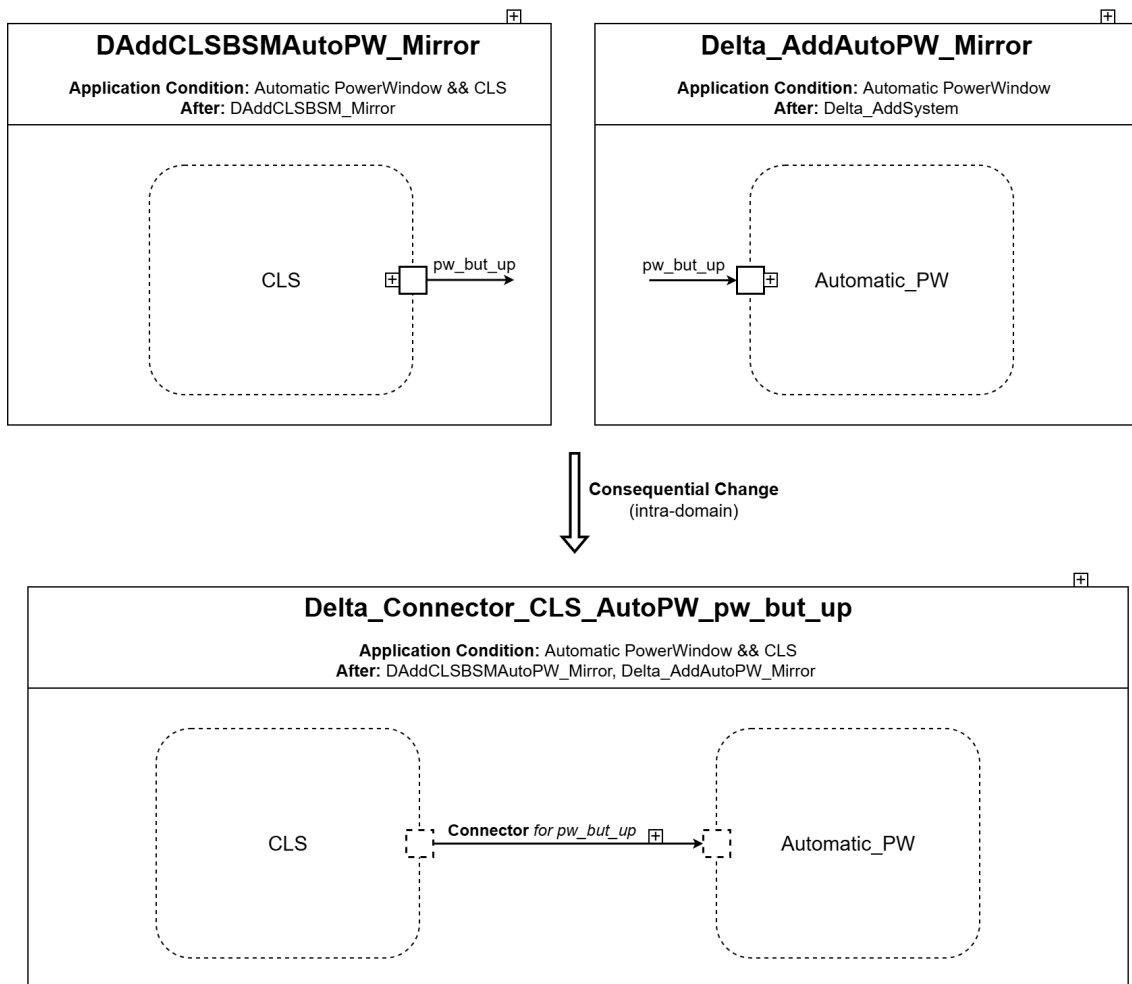 DAddCLSBSMAutoPW_Mirror
Application Condition: Automatic PowerWindow && CLS
After: DAddCLSBSM_Mirror
CLS
pw_but_up
Delta_AddAutoPW_Mirror
Application Condition: Automatic PowerWindow
After: Delta_AddSystem
pw_but_up
Automatic_PW
Consequential Change
(intra-domain)
Delta_Connector_CLS_AutoPW_pw_but_up
Application Condition: Automatic PowerWindow && CLS
After: DAddCLSBSMAutoPW_Mirror, Delta_AddAutoPW_Mirror
CLS
Connector for pw_but_up
Automatic_PW